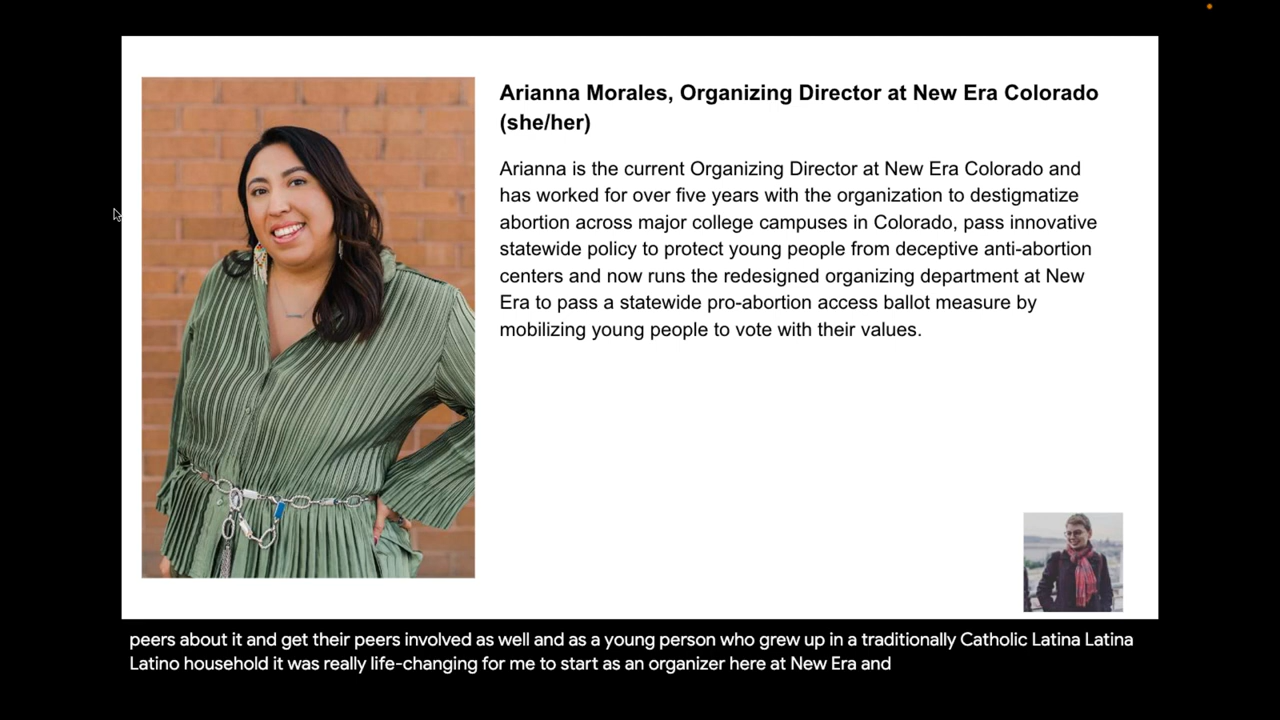 Arianna Morales, Organizing Director at New Era Colorado
(she/her)
Arianna is the current Organizing Director at New Era Colorado and
has worked for over five years with the organization to destigmatize
abortion across major college campuses in Colorado, pass innovative
statewide policy to protect young people from deceptive anti-abortion
centers and now runs the redesigned organizing department at New
Era to pass a statewide pro-abortion access ballot measure by
mobilizing young people to vote with their values.
peers about it and get their peers involved as well and as a young person who grew up in a traditionally Catholic Latina Latina
Latino household it was really life-changing for me to start as an organizer here at New Era and